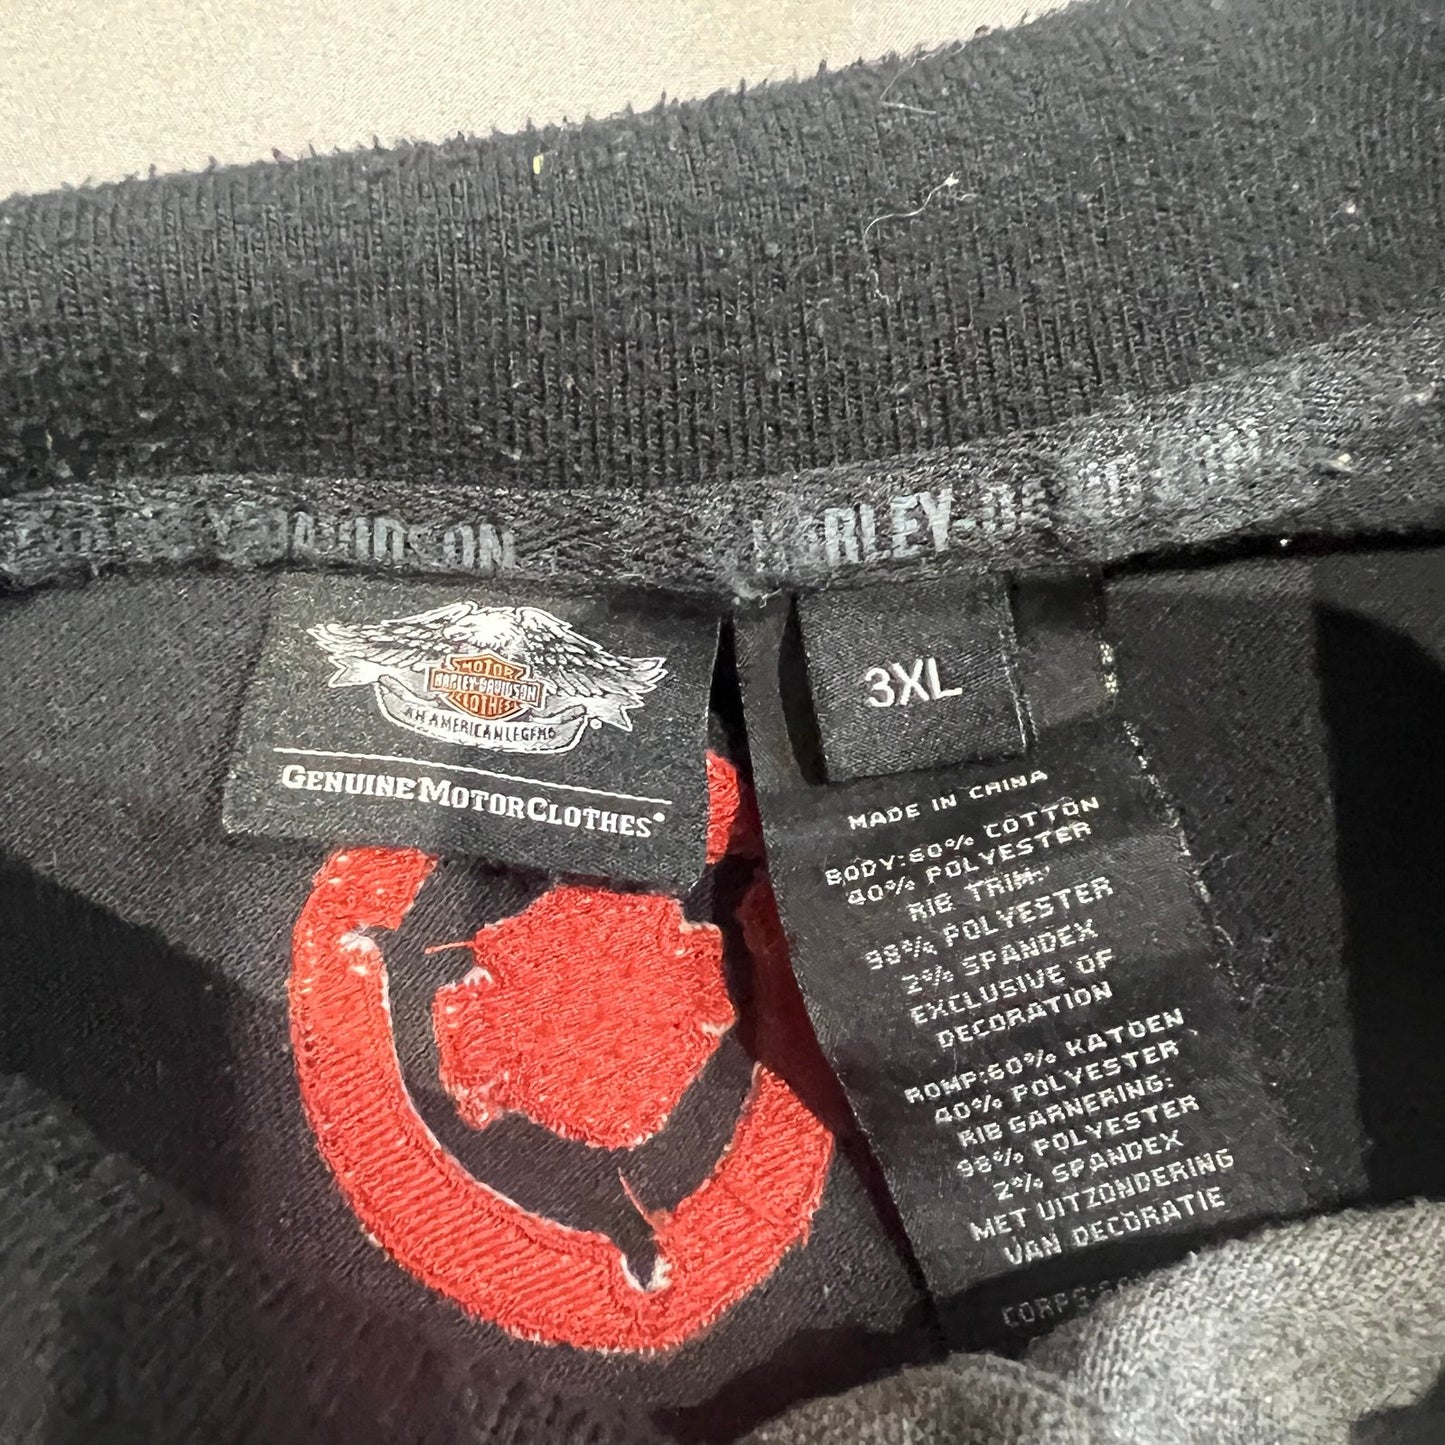 HARLEY-DAVIDSON
MOTOR
HARLEY-DAVIDSON
CLOTHES
AN AMERICAN LEGEND
GENUINE MOTORCLOTHES®
3XL
MADE IN CHINA
BODY:60% COTTON
40% POLYESTER
RIB TRIM:
98% POLYESTER
2% SPANDEX
EXCLUSIVE OF
DECORATION
ROMP:60% KATOEN
40% POLYESTER
RIB GARNERING:
98% POLYESTER
2% SPANDEX
MET UITZONDERING
VAN DECORATIE